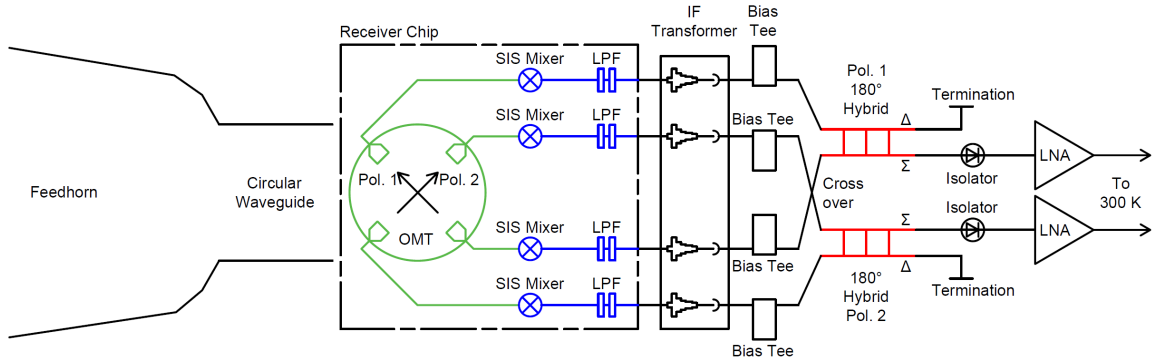 Feedhorn
Circular
Waveguide
Receiver Chip
SIS Mixer
LPF
SIS Mixer
LPF
Pol. 1
Pol. 2
OMT
SIS Mixer
LPF
SIS Mixer
LPF
IF
Transformer
Bias
Tee
Bias Tee
Bias Tee
Bias Tee
Cross
over
Pol. 1
180°
Hybrid
Δ
Σ
Termination
Isolator
LNA
Σ
Δ
180°
Hybrid
Pol. 2
Isolator
Termination
LNA
To
300 K